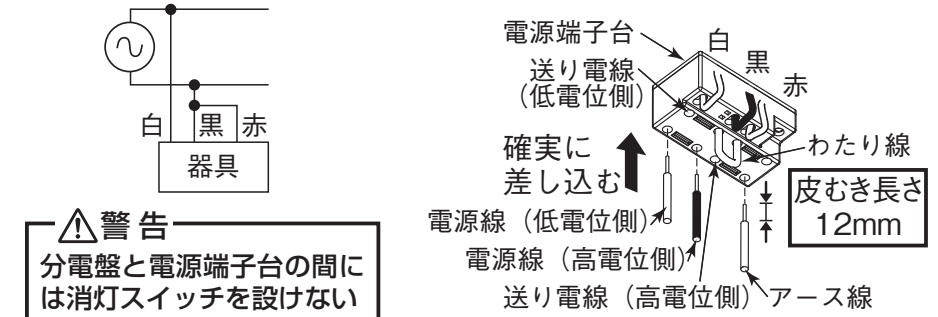 白 黒 赤
器具
警告
分電盤と電源端子台の間に
は消灯スイッチを設けない
電源端子台
白
黒
赤
送り電線
（低電位側）
わたり線
確実に
差し込む
皮むき長さ
12mm
電源線（低電位側）
電源線（高電位側）
送り電線（高電位側）
アース線